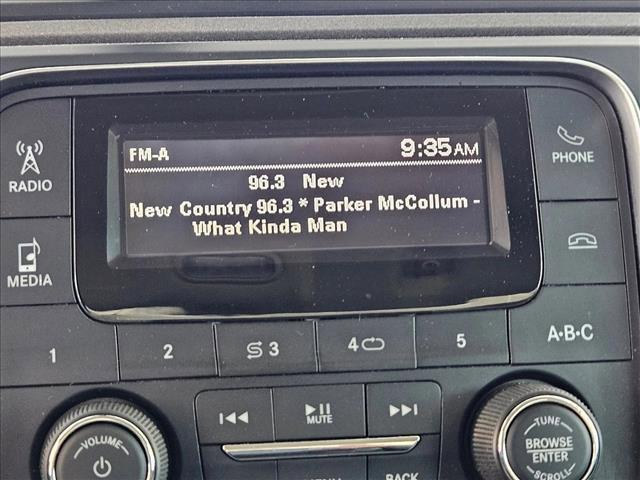 FM-A 9:35AM
96.3 New
New Country 96.3 * Parker McCollum -
What Kinda Man
RADIO
MEDIA
PHONE
1 2 3 4 5 A·B·C
MUTE
VOLUME
TUNE
BROWSE
ENTER
SCROLL
BACK